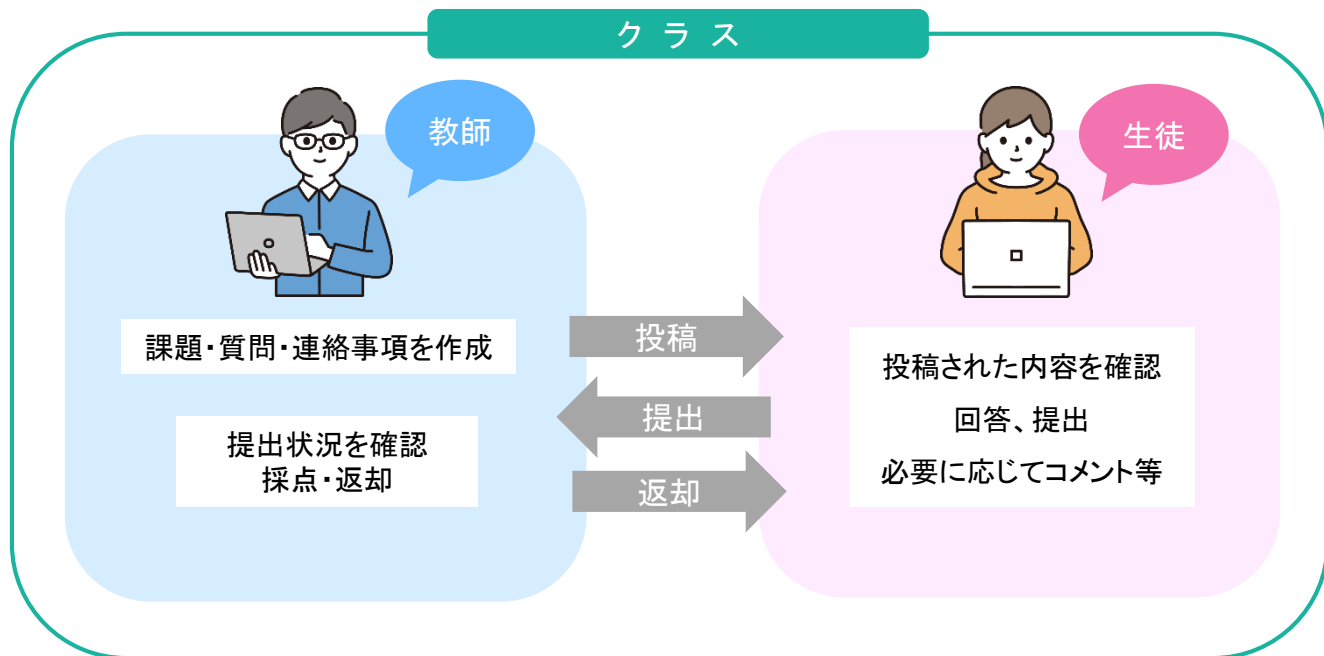 クラス
教師
生徒
課題・質問・連絡事項を作成
提出状況を確認
採点・返却
投稿
提出
返却
投稿された内容を確認
回答、提出
必要に応じてコメント等